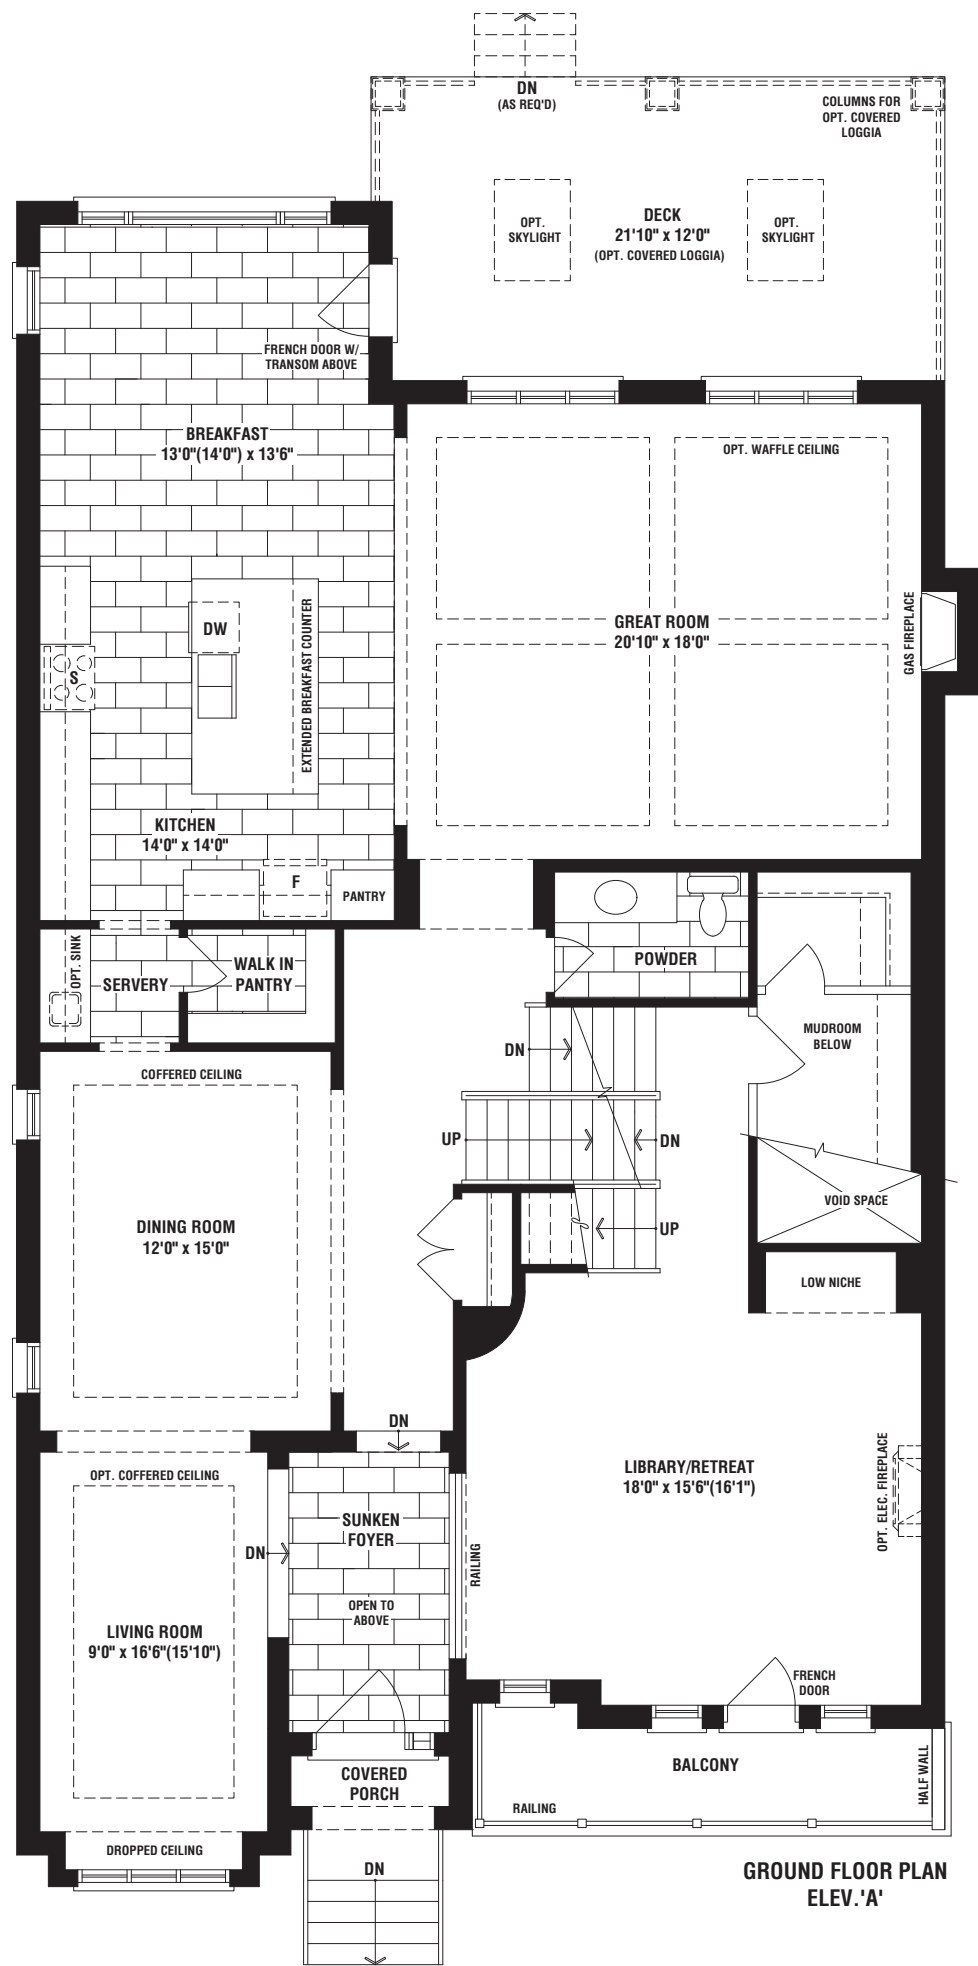 DN
(AS REQ'D)
COLUMNS FOR
OPT. COVERED
LOGGIA
OPT.
SKYLIGHT
DECK
21'10" x 12'0"
(OPT. COVERED LOGGIA)
OPT.
SKYLIGHT
FRENCH DOOR W/
TRANSOM ABOVE
BREAKFAST
13'0"(14'0") x 13'6"
OPT. WAFFLE CEILING
DW
EXTENDED BREAKFAST COUNTER
S
GREAT ROOM
20'10" x 18'0"
GAS FIREPLACE
KITCHEN
14'0" x 14'0"
F
PANTRY
OPT. SINK
SERVERY
WALK IN
PANTRY
POWDER
MUDROOM
BELOW
DN
UP
DN
COFFERED CEILING
VOID SPACE
DINING ROOM
12'0" x 15'0"
UP
LOW NICHE
DN
OPT. COFFERED CEILING
SUNKEN
FOYER
DN
OPEN TO
ABOVE
RAILING
LIBRARY/RETREAT
18'0" x 15'6"(16'1")
OPT. ELEC. FIREPLACE
LIVING ROOM
9'0" x 16'6"(15'10")
FRENCH
DOOR
COVERED
PORCH
BALCONY
HALF WALL
RAILING
DROPPED CEILING
DN
GROUND FLOOR PLAN
ELEV.'A'